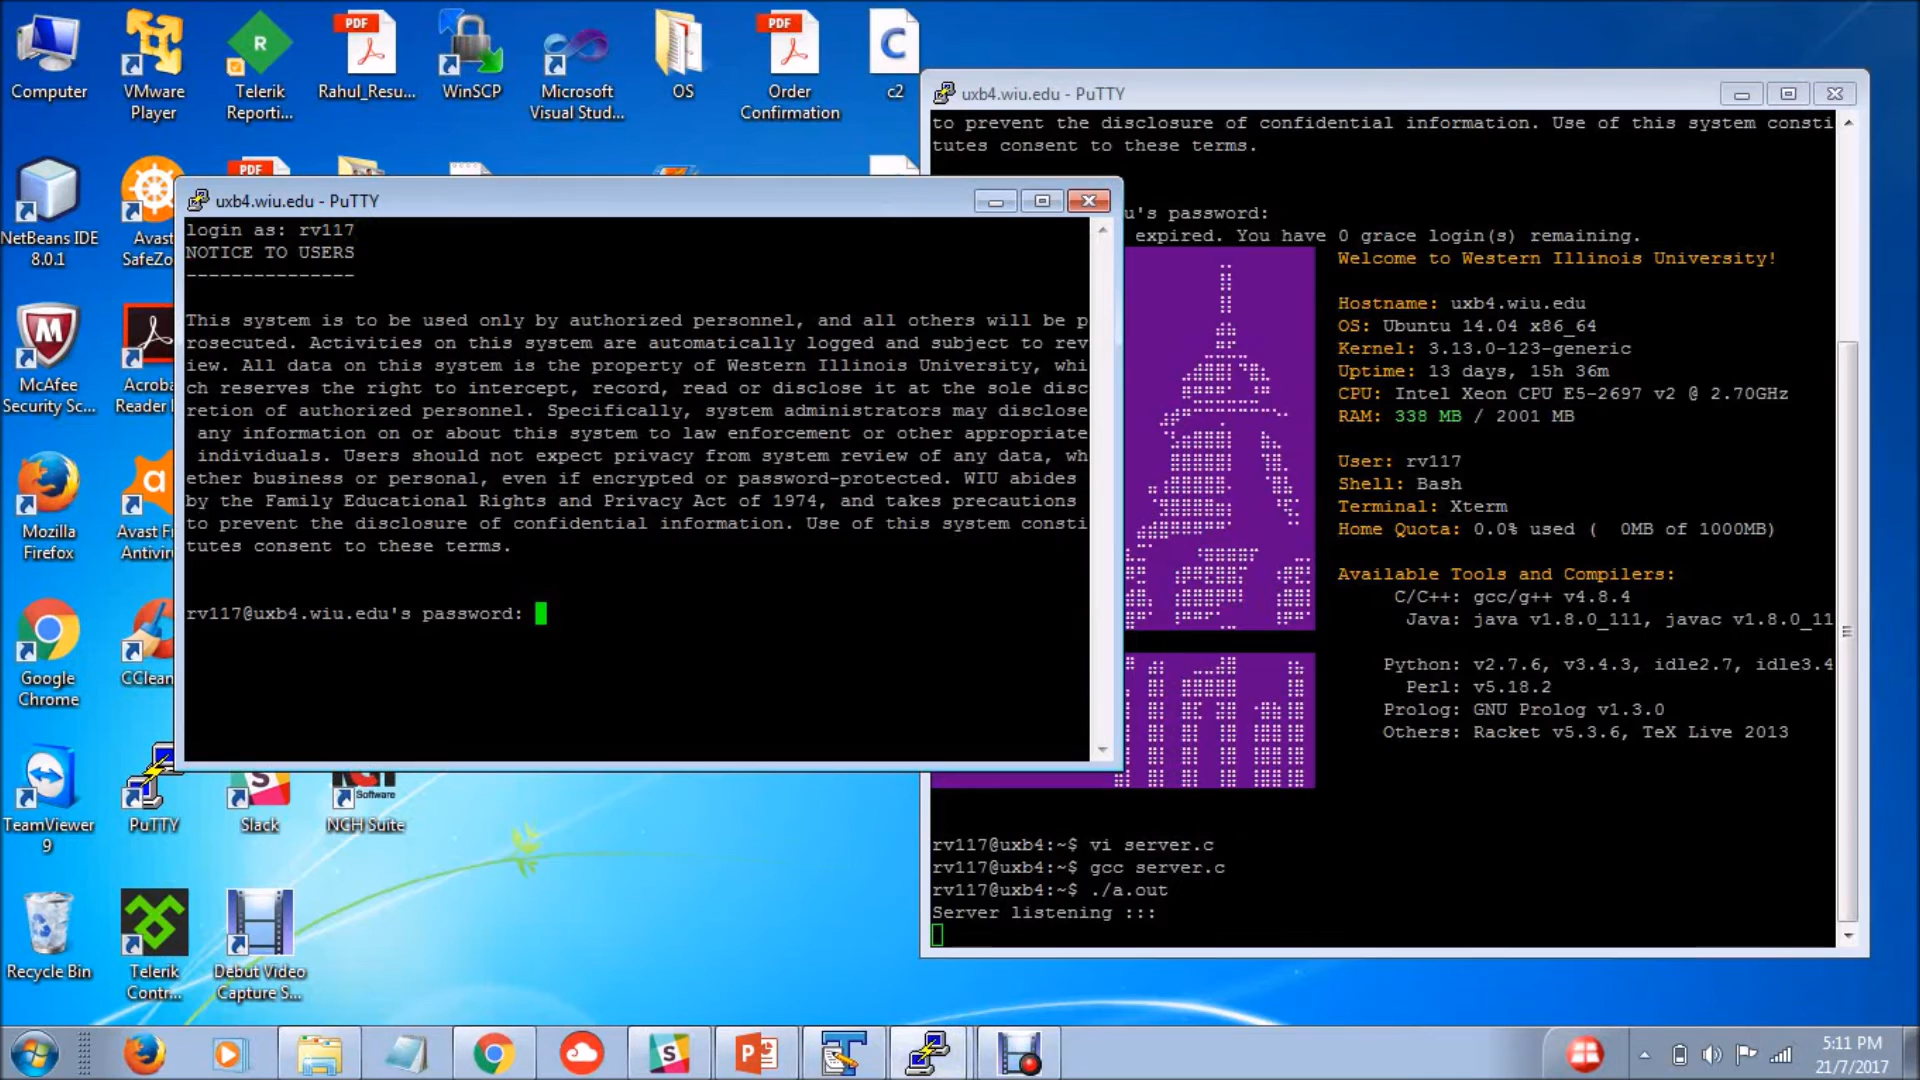 Computer
VMware
Player
Telerik
Reporti...
PDF
Rahul_Resu...
WinSCP
Microsoft
Visual Stud...
OS
PDF
Order
Confirmation
c2
NetBeans IDE
8.0.1
Avast
SafeZo
PDF
McAfee
Security Sc...
Acrobat
Reader
Mozilla
Firefox
Avast F
Antivir
Google
Chrome
CClean
TeamViewer
9
PuTTY
Slack
NCH Suite
Software
Recycle Bin
Telerik
Contr...
Debut Video
Capture S...
uxb4.wiu.edu - PuTTY
login as: rv117
NOTICE TO USERS
---------------
This system is to be used only by authorized personnel, and all others will be p
rosecuted. Activities on this system are automatically logged and subject to rev
iew. All data on this system is the property of Western Illinois University, whi
ch reserves the right to intercept, record, read or disclose it at the sole disc
retion of authorized personnel. Specifically, system administrators may disclose
any information on or about this system to law enforcement or other appropriate
individuals. Users should not expect privacy from system review of any data, wh
ether business or personal, even if encrypted or password-protected. WIU abides
by the Family Educational Rights and Privacy Act of 1974, and takes precautions
to prevent the disclosure of confidential information. Use of this system consti
tutes consent to these terms.
rv117@uxb4.wiu.edu's password:
uxb4.wiu.edu - PuTTY
to prevent the disclosure of confidential information. Use of this system consti
tutes consent to these terms.
u's password:
expired. You have 0 grace login(s) remaining.
Welcome to Western Illinois University!
Hostname: uxb4.wiu.edu
OS: Ubuntu 14.04 x86_64
Kernel: 3.13.0-123-generic
Uptime: 13 days, 15h 36m
CPU: Intel Xeon CPU E5-2697 v2 @ 2.70GHz
RAM: 338 MB / 2001 MB
User: rv117
Shell: Bash
Terminal: Xterm
Home Quota: 0.0% used ( 0MB of 1000MB)
Available Tools and Compilers:
C/C++: gcc/g++ v4.8.4
Java: java v1.8.0_111, javac v1.8.0_11
Python: v2.7.6, v3.4.3, idle2.7, idle3.4
Perl: v5.18.2
Prolog: GNU Prolog v1.3.0
Others: Racket v5.3.6, TeX Live 2013
rv117@uxb4:~$ vi server.c
rv117@uxb4:~$ gcc server.c
rv117@uxb4:~$ ./a.out
Server listening :::
5:11 PM
21/7/2017